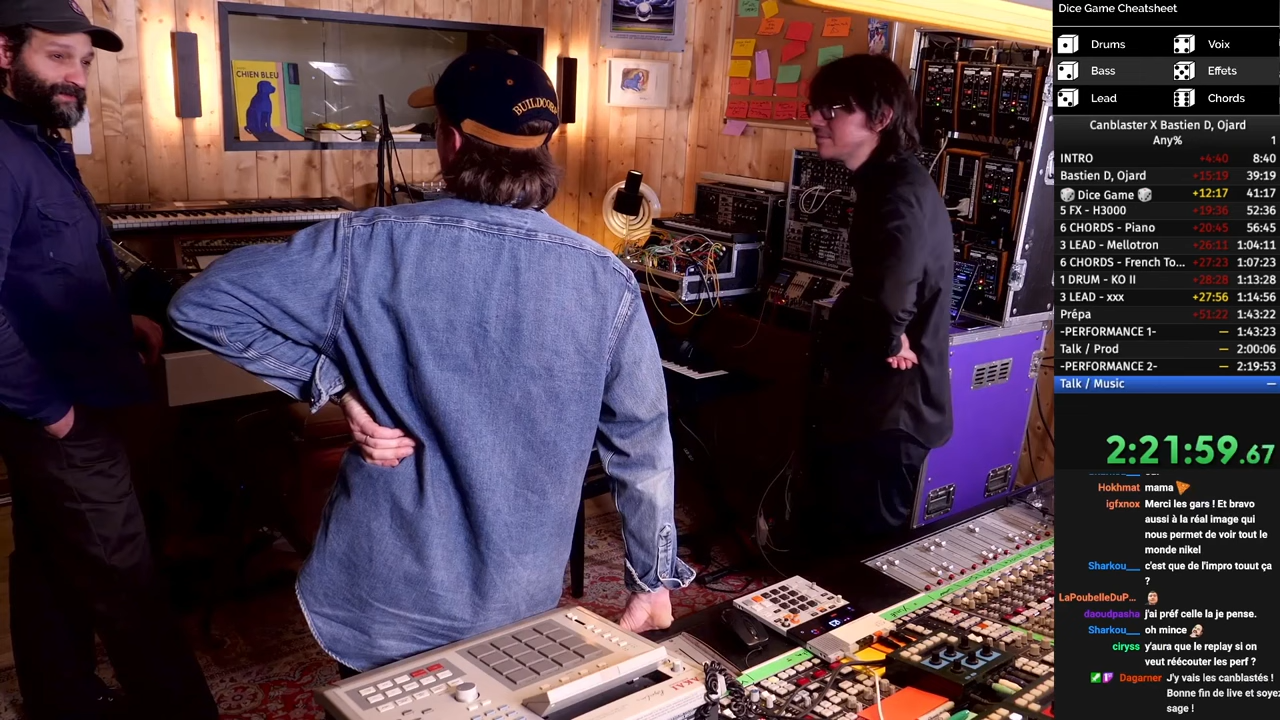 CHIEN BLEU
BUILDOGS
AKAI
Dice Game Cheatsheet
Drums
Voix
Bass
Effets
Lead
Chords
Canblaster X Bastien D, Ojard
Any% 1
INTRO +4:40 8:40
Bastien D, Ojard +15:19 39:19
🎲 Dice Game 🎲 +12:17 41:17
5 FX - H3000 +19:36 52:36
6 CHORDS - Piano +20:45 56:45
3 LEAD - Mellotron +26:11 1:04:11
6 CHORDS - French To... +27:23 1:07:23
1 DRUM - KO II +28:28 1:13:28
3 LEAD - xxx +27:56 1:14:56
Prépa +51:22 1:43:22
-PERFORMANCE 1- — 1:43:23
Talk / Prod — 2:00:06
-PERFORMANCE 2- — 2:19:53
Talk / Music —
2:21:59.67
Hokhmat mama 🍕
igfxnox Merci les gars ! Et bravo
aussi à la réal image qui
nous permet de voir tout le
monde nikel
Sharkou__ c'est que de l'impro touut ça
?
LaPoubelleDuP...
daoudpasha j'ai préf celle la je pense.
Sharkou__ oh mince
ciryss y'aura que le replay si on
veut réécouter les perf ?
Dagarner J'y vais les canblastés !
Bonne fin de live et soyez
sage !